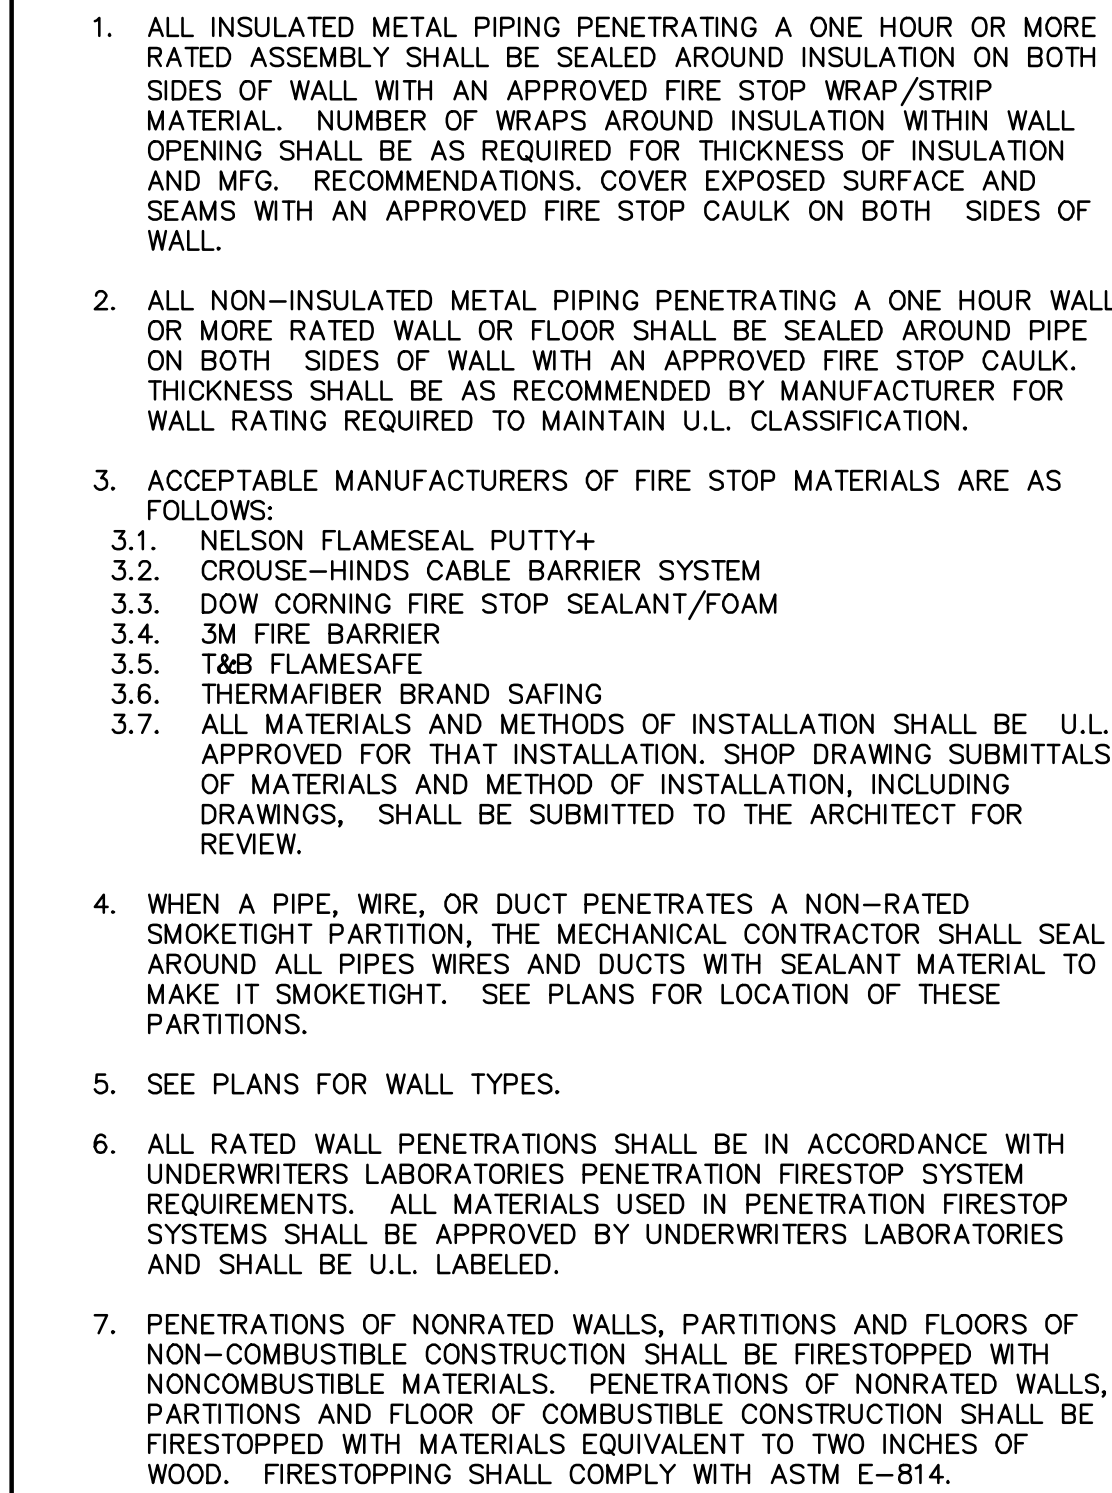 1. ALL INSULATED METAL PIPING PENETRATING A ONE HOUR OR MORE
RATED ASSEMBLY SHALL BE SEALED AROUND INSULATION ON BOTH
SIDES OF WALL WITH AN APPROVED FIRE STOP WRAP/STRIP
MATERIAL. NUMBER OF WRAPS AROUND INSULATION WITHIN WALL
OPENING SHALL BE AS REQUIRED FOR THICKNESS OF INSULATION
AND MFG. RECOMMENDATIONS. COVER EXPOSED SURFACE AND
SEAMS WITH AN APPROVED FIRE STOP CAULK ON BOTH SIDES OF
WALL.
2. ALL NON-INSULATED METAL PIPING PENETRATING A ONE HOUR WALL
OR MORE RATED WALL OR FLOOR SHALL BE SEALED AROUND PIPE
ON BOTH SIDES OF WALL WITH AN APPROVED FIRE STOP CAULK.
THICKNESS SHALL BE AS RECOMMENDED BY MANUFACTURER FOR
WALL RATING REQUIRED TO MAINTAIN U.L. CLASSIFICATION.
3. ACCEPTABLE MANUFACTURERS OF FIRE STOP MATERIALS ARE AS
FOLLOWS:
3.1. NELSON FLAMESEAL PUTTY+
3.2. CROUSE-HINDS CABLE BARRIER SYSTEM
3.3. DOW CORNING FIRE STOP SEALANT/FOAM
3.4. 3M FIRE BARRIER
3.5. T&B FLAMESAFE
3.6. THERMAFIBER BRAND SAFING
3.7. ALL MATERIALS AND METHODS OF INSTALLATION SHALL BE U.L.
APPROVED FOR THAT INSTALLATION. SHOP DRAWING SUBMITTALS
OF MATERIALS AND METHOD OF INSTALLATION, INCLUDING
DRAWINGS, SHALL BE SUBMITTED TO THE ARCHITECT FOR
REVIEW.
4. WHEN A PIPE, WIRE, OR DUCT PENETRATES A NON-RATED
SMOKETIGHT PARTITION, THE MECHANICAL CONTRACTOR SHALL SEAL
AROUND ALL PIPES WIRES AND DUCTS WITH SEALANT MATERIAL TO
MAKE IT SMOKETIGHT. SEE PLANS FOR LOCATION OF THESE
PARTITIONS.
5. SEE PLANS FOR WALL TYPES.
6. ALL RATED WALL PENETRATIONS SHALL BE IN ACCORDANCE WITH
UNDERWRITERS LABORATORIES PENETRATION FIRESTOP SYSTEM
REQUIREMENTS. ALL MATERIALS USED IN PENETRATION FIRESTOP
SYSTEMS SHALL BE APPROVED BY UNDERWRITERS LABORATORIES
AND SHALL BE U.L. LABELED.
7. PENETRATIONS OF NONRATED WALLS, PARTITIONS AND FLOORS OF
NON-COMBUSTIBLE CONSTRUCTION SHALL BE FIRESTOPPED WITH
NONCOMBUSTIBLE MATERIALS. PENETRATIONS OF NONRATED WALLS,
PARTITIONS AND FLOOR OF COMBUSTIBLE CONSTRUCTION SHALL BE
FIRESTOPPED WITH MATERIALS EQUIVALENT TO TWO INCHES OF
WOOD. FIRESTOPPING SHALL COMPLY WITH ASTM E-814.